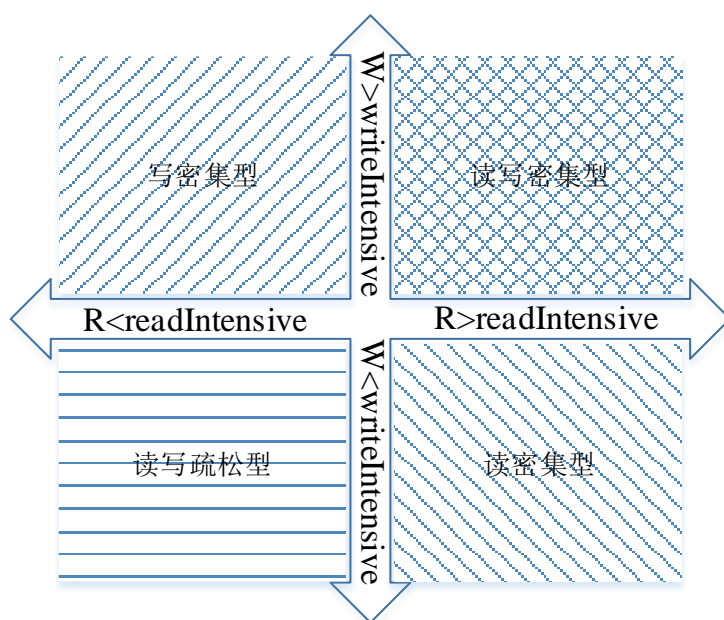 W>writeIntensive
写密集型
读写密集型
R<readIntensive
R>readIntensive
W<writeIntensive
读写疏松型
读密集型